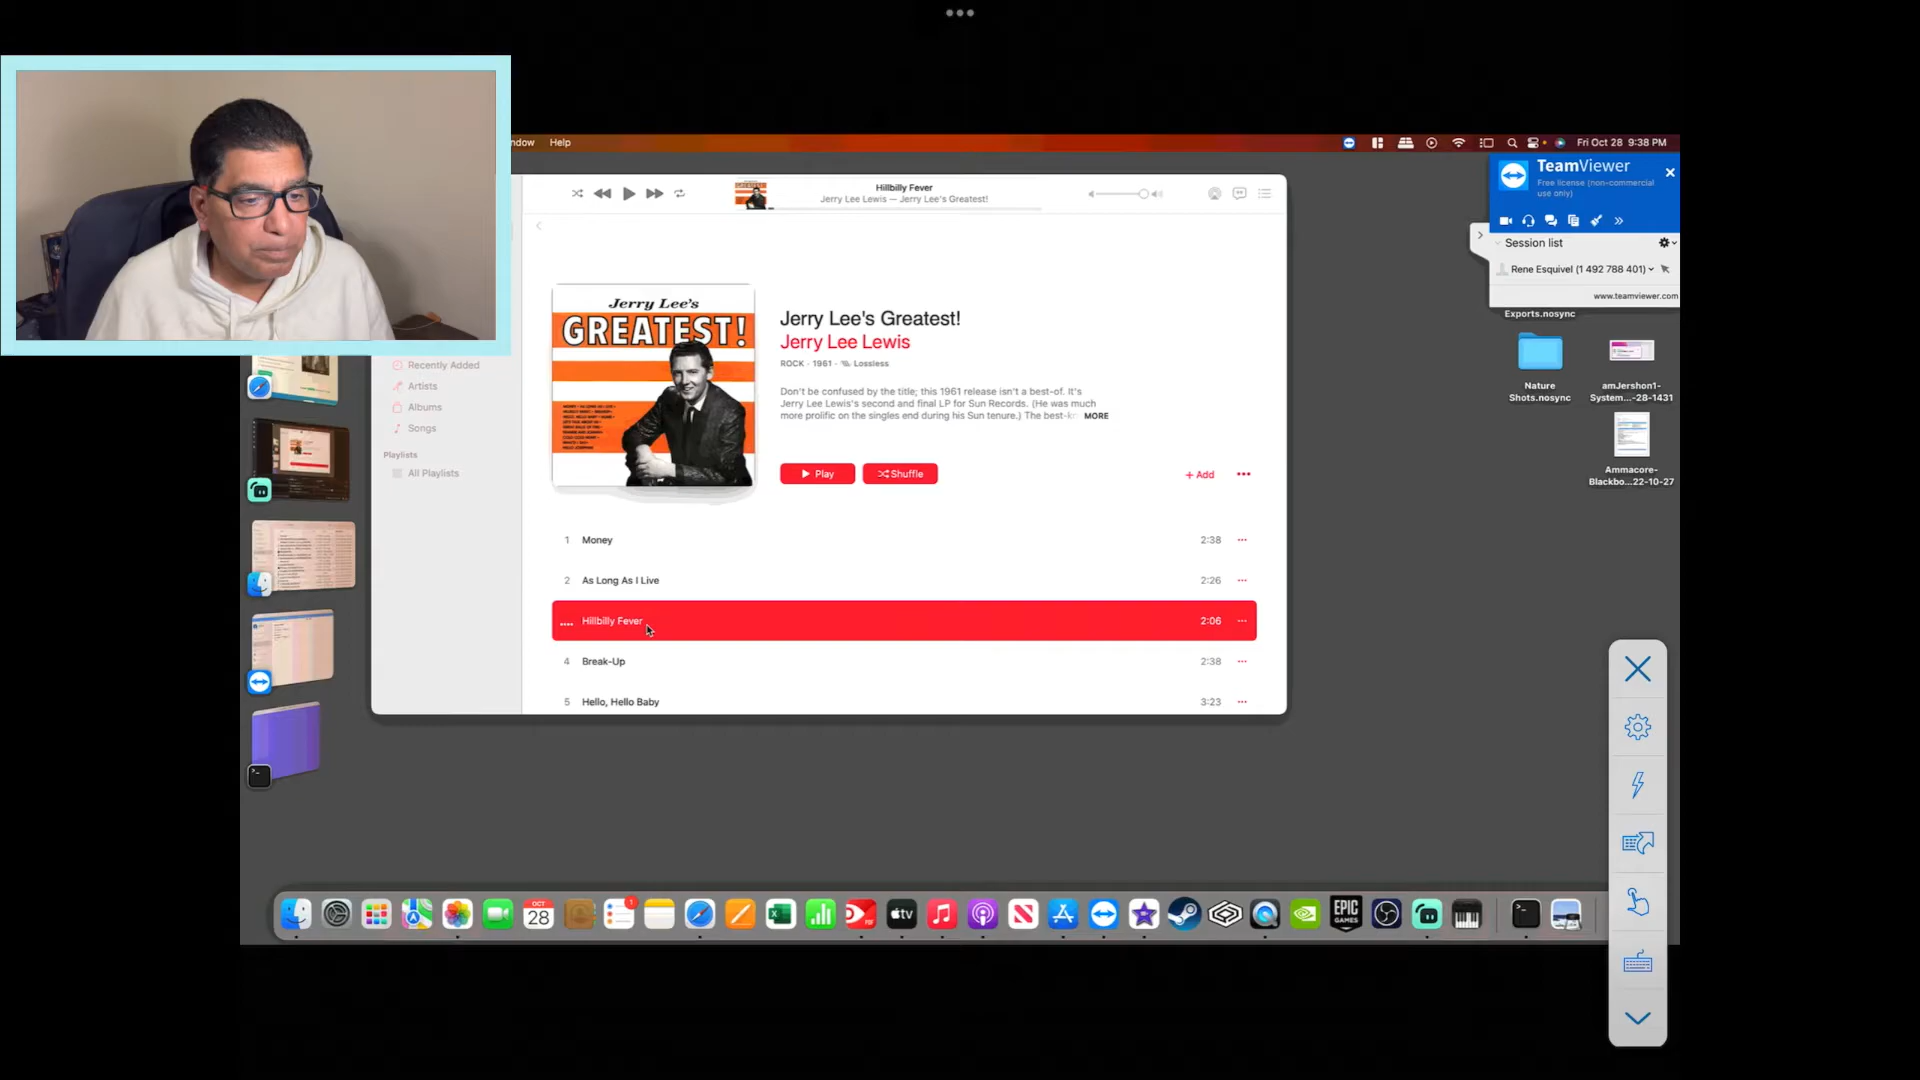 ndow Help
Fri Oct 28 9:38 PM
Hillbilly Fever
Jerry Lee Lewis — Jerry Lee's Greatest!
TeamViewer
Free license (non-commercial
use only)
Session list
Rene Esquivel (1 492 788 401)
www.teamviewer.com
Exports.nosync
Nature
Shots.nosync
amJershon1-
System...-28-1431
Ammacore-
Blackbo...22-10-27
Recently Added
Artists
Albums
Songs
Playlists
All Playlists
Jerry Lee's
GREATEST!
Jerry Lee's Greatest!
Jerry Lee Lewis
ROCK · 1961 · Lossless
Don't be confused by the title; this 1961 release isn't a best-of. It's
Jerry Lee Lewis's second and final LP for Sun Records. (He was much
more prolific on the singles end during his Sun tenure.) The best-kr MORE
Play
Shuffle
+ Add
1 Money 2:38
2 As Long As I Live 2:26
Hillbilly Fever 2:06
4 Break-Up 2:38
5 Hello, Hello Baby 3:23
OCT
28
1
tv
EPIC
GAMES